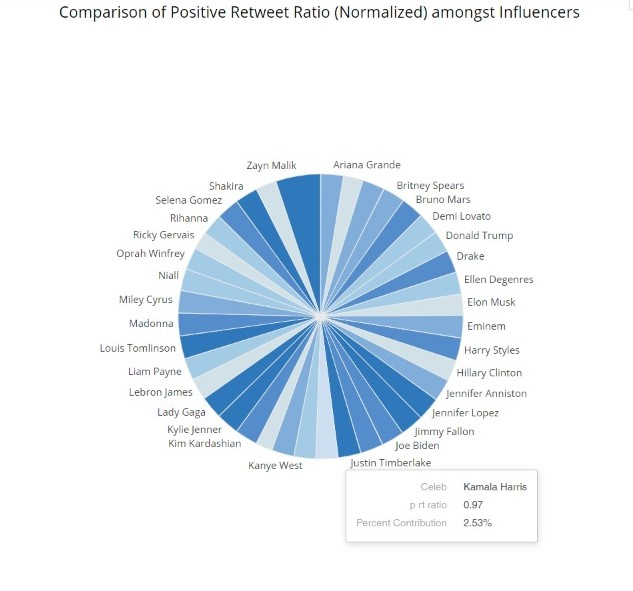 Comparison of Positive Retweet Ratio (Normalized) amongst Influencers
Zayn Malik
Ariana Grande
Shakira
Britney Spears
Selena Gomez
Bruno Mars
Rihanna
Demi Lovato
Ricky Gervais
Donald Trump
Oprah Winfrey
Drake
Niall
Ellen Degenres
Miley Cyrus
Elon Musk
Madonna
Eminem
Louis Tomlinson
Harry Styles
Liam Payne
Hillary Clinton
Lebron James
Jennifer Anniston
Lady Gaga
Jennifer Lopez
Kylie Jenner
Jimmy Fallon
Kim Kardashian
Joe Biden
Kanye West
Justin Timberlake
Celeb Kamala Harris
p rt ratio 0.97
Percent Contribution 2.53%